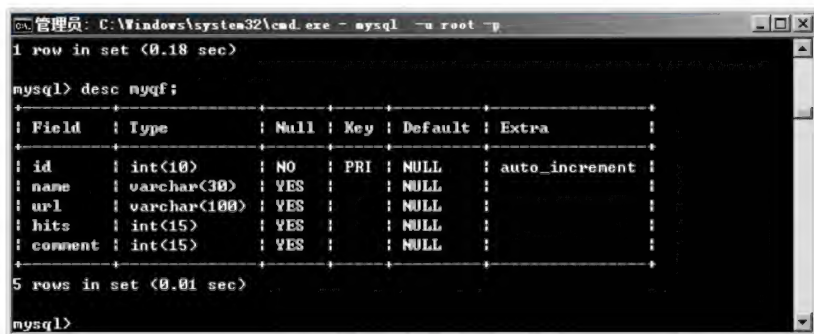 管理员: C:\Windows\system32\cmd.exe - mysql -u root -p
1 row in set (0.18 sec)
mysql> desc myqf;
+---------+--------------+------+-----+---------+----------------+
| Field | Type | Null | Key | Default | Extra |
+---------+--------------+------+-----+---------+----------------+
| id | int(10) | NO | PRI | NULL | auto_increment |
| name | varchar(30) | YES | | NULL | |
| url | varchar(100) | YES | | NULL | |
| hits | int(15) | YES | | NULL | |
| comment | int(15) | YES | | NULL | |
+---------+--------------+------+-----+---------+----------------+
5 rows in set (0.01 sec)
mysql>